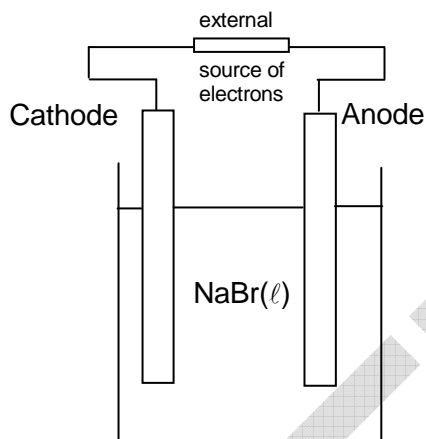 external
source of
electrons
Cathode
Anode
NaBr(ℓ)